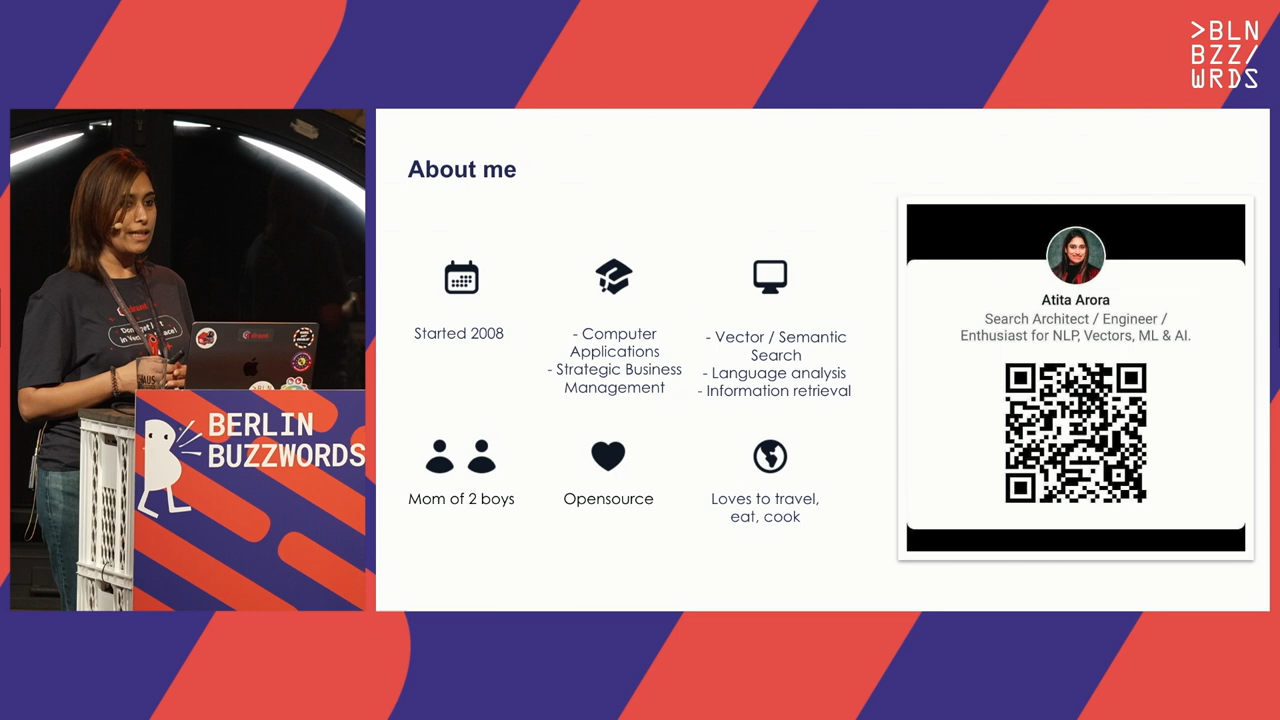 >BLN
BZZ/
WRDS
About me
Started 2008
- Computer
Applications
- Strategic Business
Management
- Vector / Semantic
Search
- Language analysis
- Information retrieval
Mom of 2 boys
Opensource
Loves to travel,
eat, cook
Atita Arora
Search Architect / Engineer /
Enthusiast for NLP, Vectors, ML & AI.
BERLIN
BUZZWORDS
qdrant